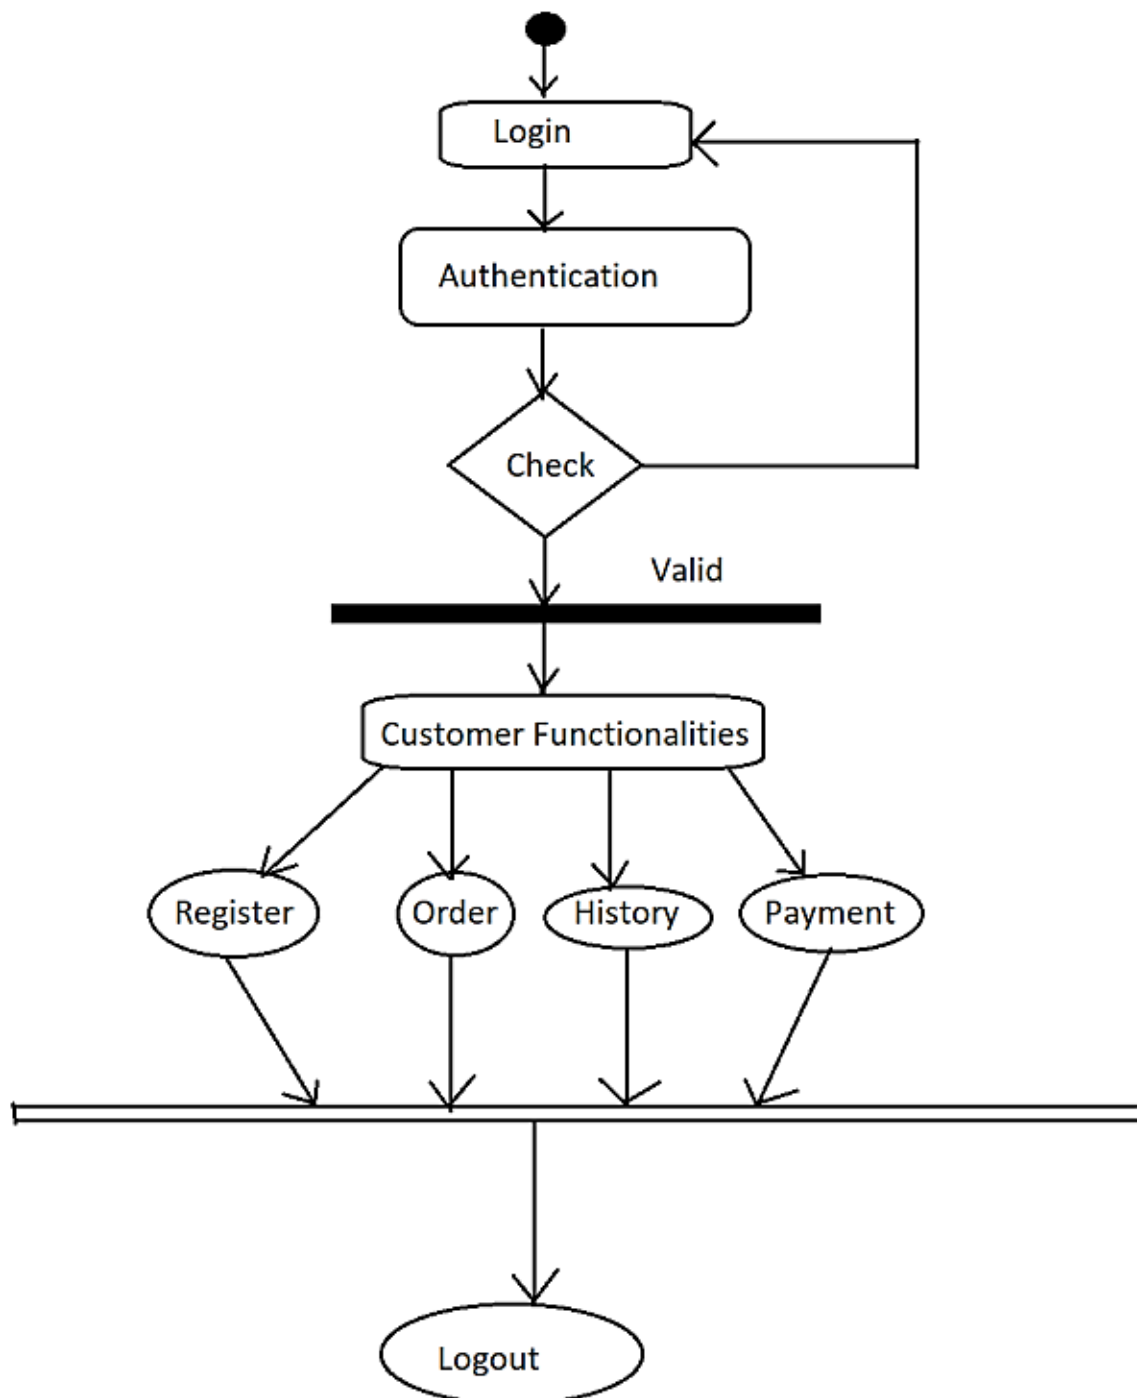 Login
Authentication
Check
Valid
Customer Functionalities
Register
Order
History
Payment
Logout